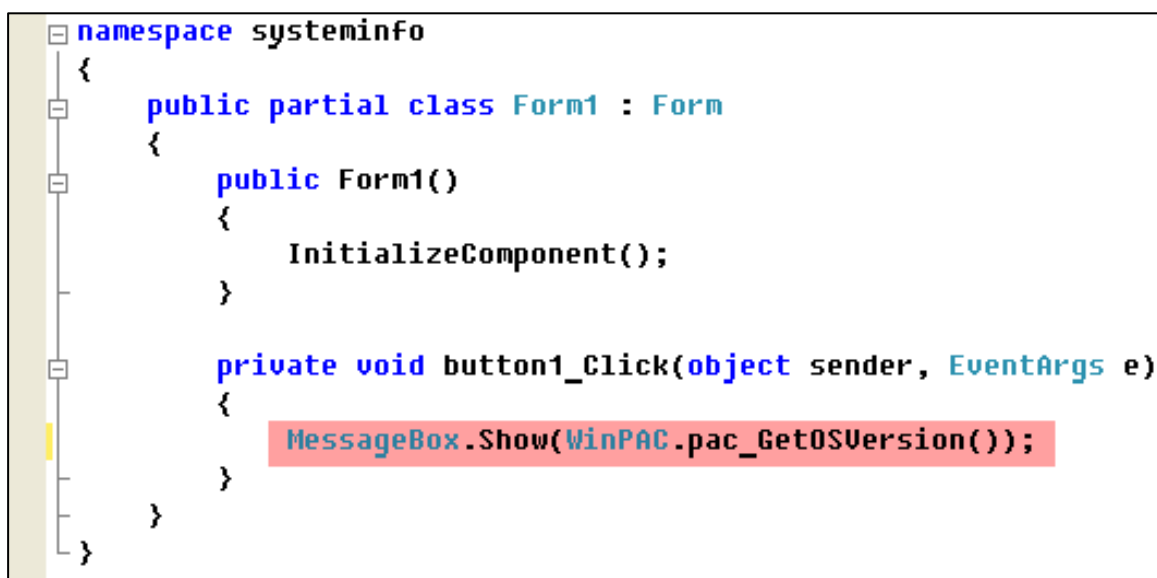 namespace systeminfo
{
    public partial class Form1 : Form
    {
        public Form1()
        {
            InitializeComponent();
        }

        private void button1_Click(object sender, EventArgs e)
        {
            MessageBox.Show(WinPAC.pac_GetOSVersion());
        }
    }
}